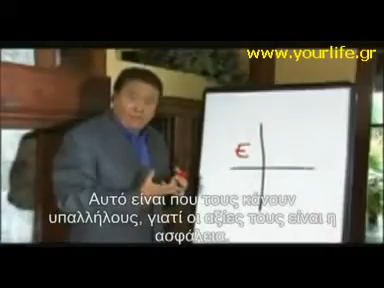 www.yourlife.gr
E
Αυτό είναι που τους κάνουν
υπαλλήλους, γιατί οι αξίες τους είναι η
ασφάλεια.